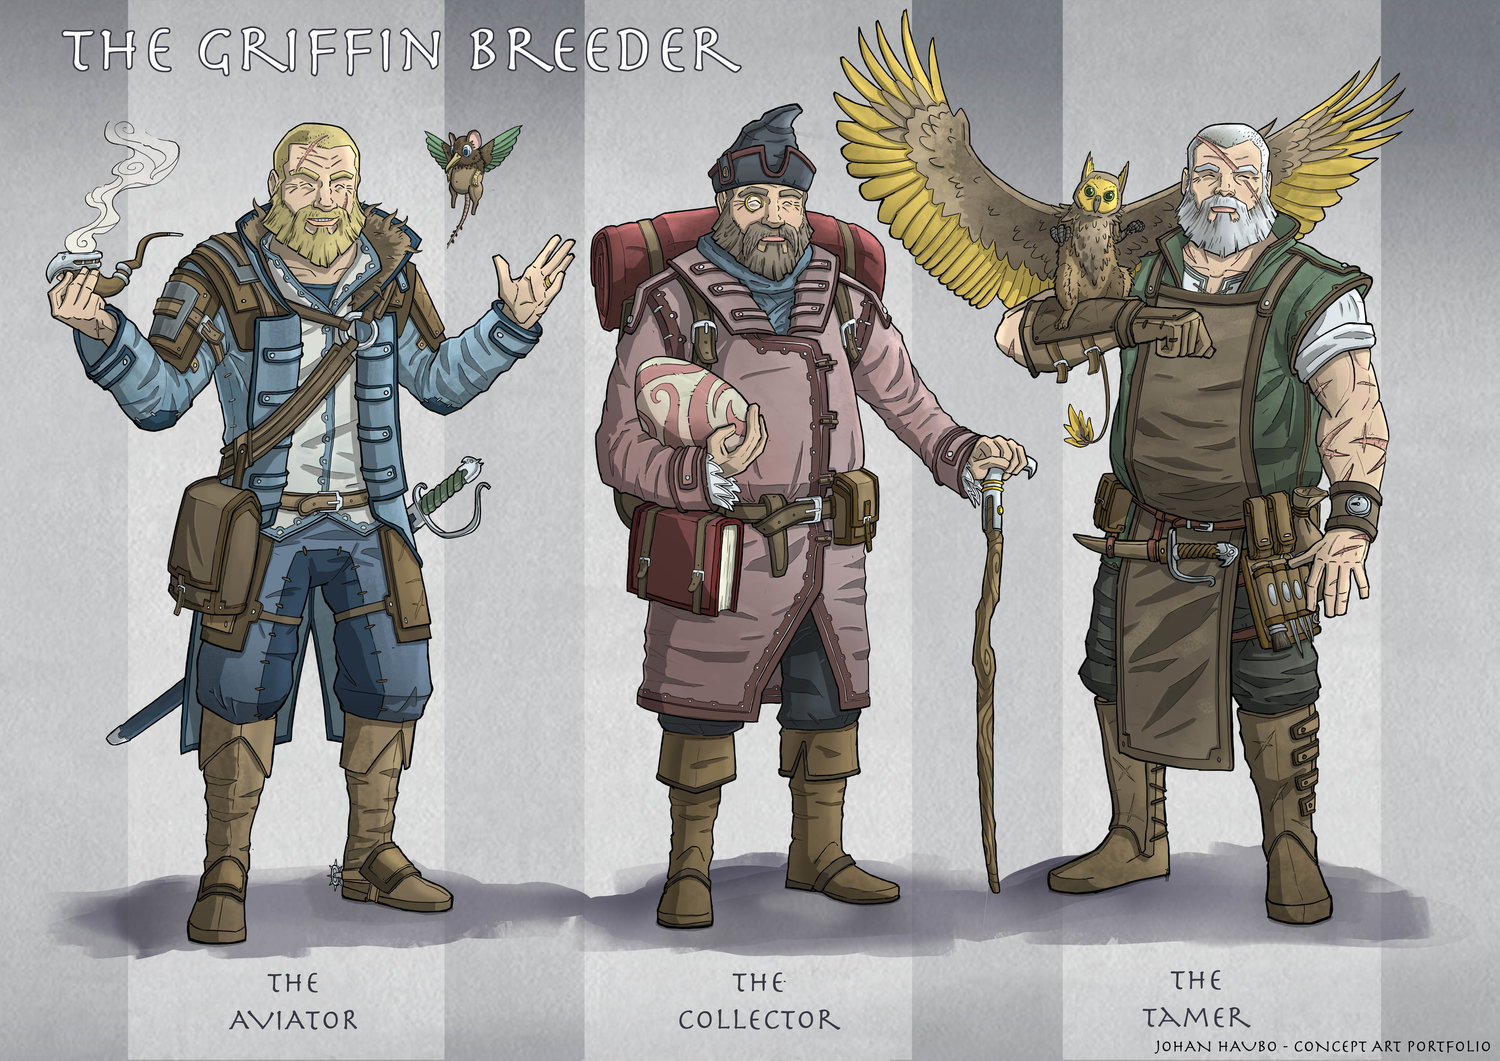 THE GRIFFIN BREEDER
THE
AVIATOR
THE
COLLECTOR
THE
TAMER
JOHAN HAUBO - CONCEPT ART PORTFOLIO